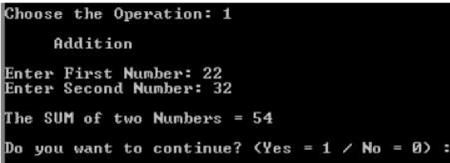 Choose the Operation: 1
Addition
Enter First Number: 22
Enter Second Number: 32
The SUM of two Numbers = 54
Do you want to continue? (Yes = 1 / No = 0) :